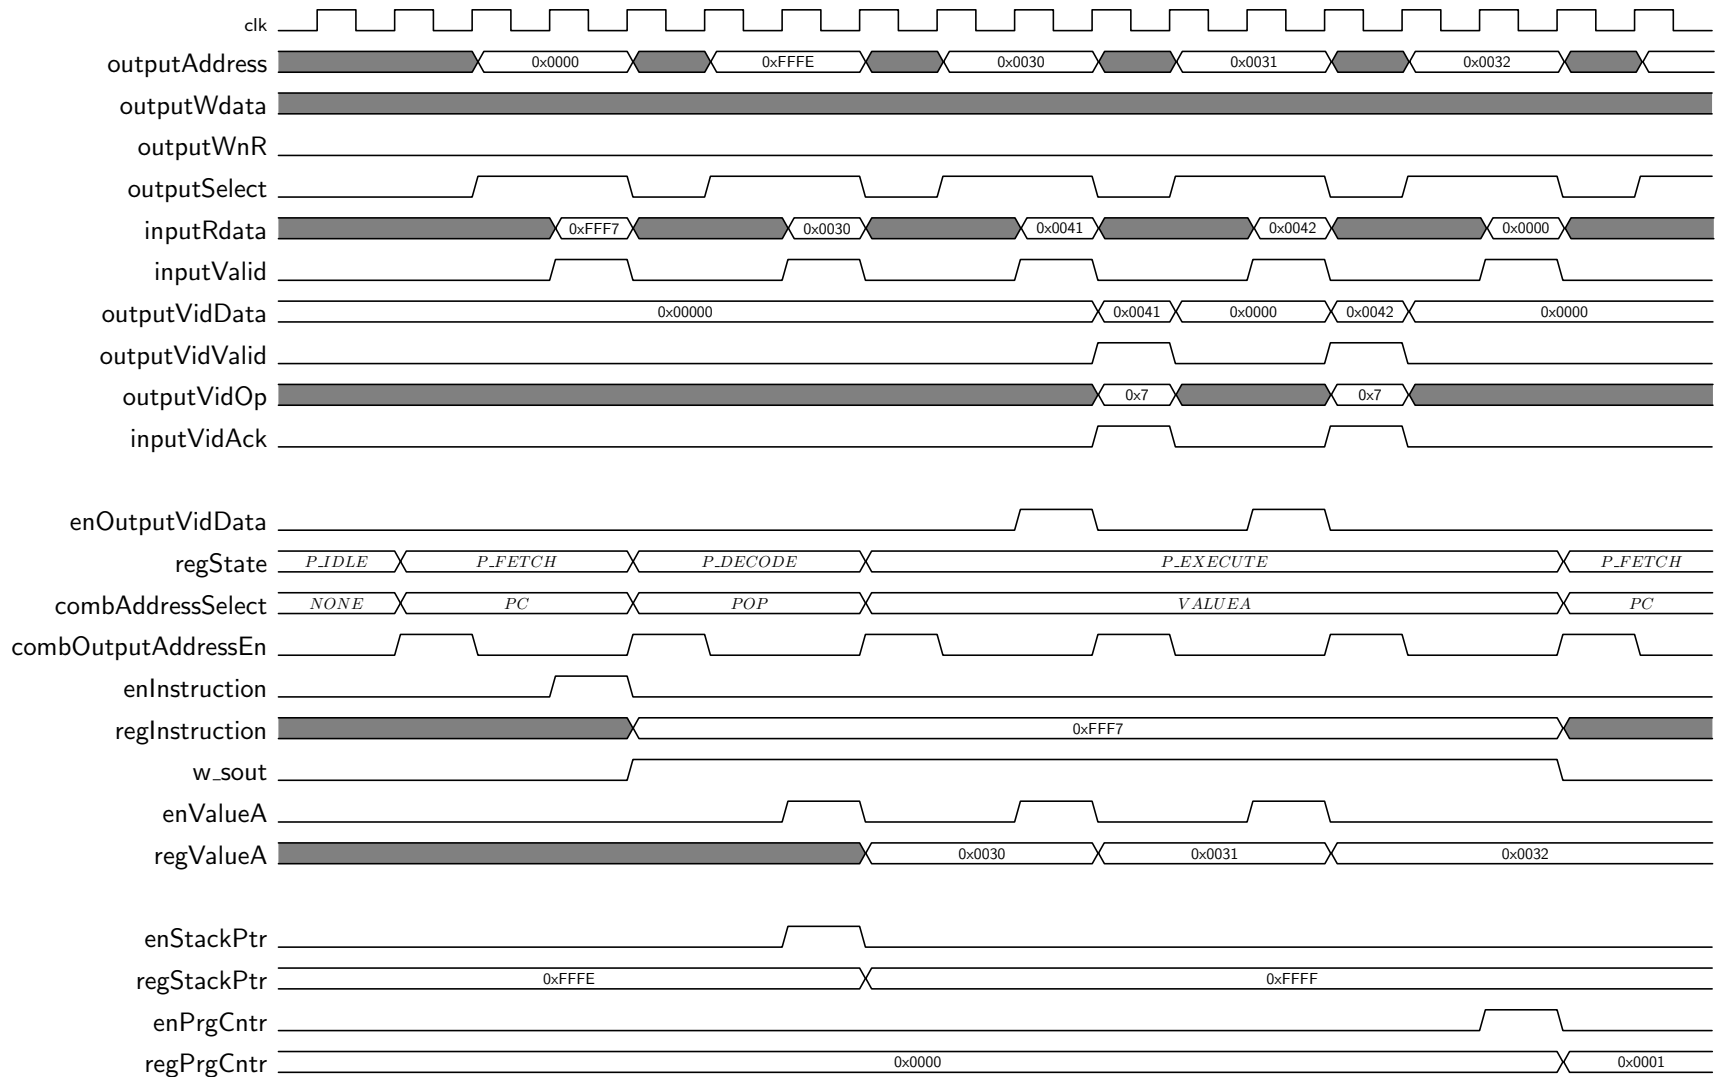 clk
outputAddress 0x0000 0xFFFE 0x0030 0x0031 0x0032
outputWdata
outputWnR
outputSelect
inputRdata 0xFFF7 0x0030 0x0041 0x0042 0x0000
inputValid
outputVidData 0x00000 0x0041 0x0000 0x0042 0x0000
outputVidValid
outputVidOp 0x7 0x7
inputVidAck
enOutputVidData
regState P_IDLE P_FETCH P_DECODE P_EXECUTE P_FETCH
combAddressSelect NONE PC POP VALUEA PC
combOutputAddressEn
enInstruction
regInstruction 0xFFF7
w_sout
enValueA
regValueA 0x0030 0x0031 0x0032
enStackPtr
regStackPtr 0xFFFE 0xFFFF
enPrgCntr
regPrgCntr 0x0000 0x0001